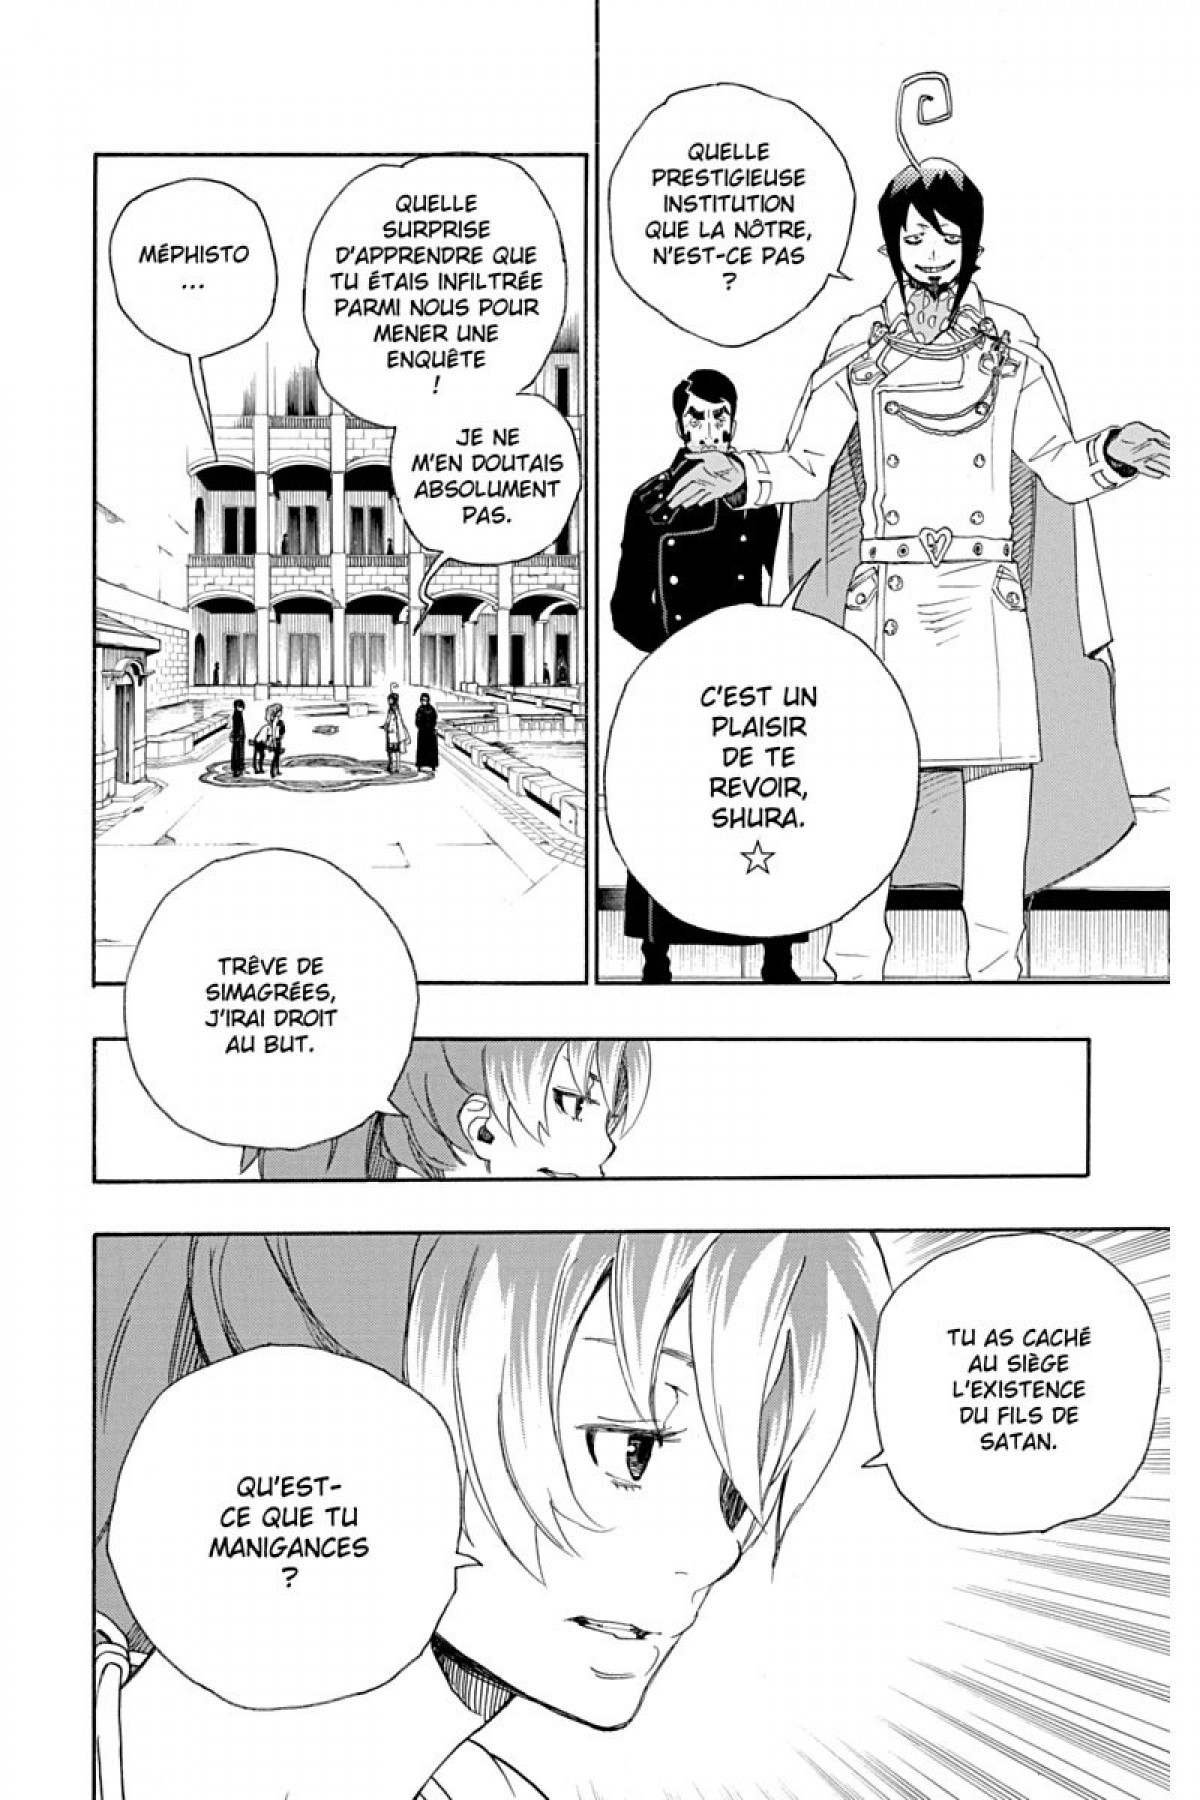 QUELLE
PRESTIGIEUSE
INSTITUTION
QUE LA NÔTRE,
N'EST-CE PAS
?
C'EST UN
PLAISIR
DE TE
REVOIR,
SHURA.
☆
QUELLE
SURPRISE
D'APPRENDRE QUE
TU ÉTAIS INFILTRÉE
PARMI NOUS POUR
MENER UNE
ENQUÊTE
!
JE NE
M'EN DOUTAIS
ABSOLUMENT
PAS.
MÉPHISTO
...
TRÊVE DE
SIMAGRÉES,
J'IRAI DROIT
AU BUT.
TU AS CACHÉ
AU SIÈGE
L'EXISTENCE
DU FILS DE
SATAN.
QU'EST-
CE QUE TU
MANIGANCES
?